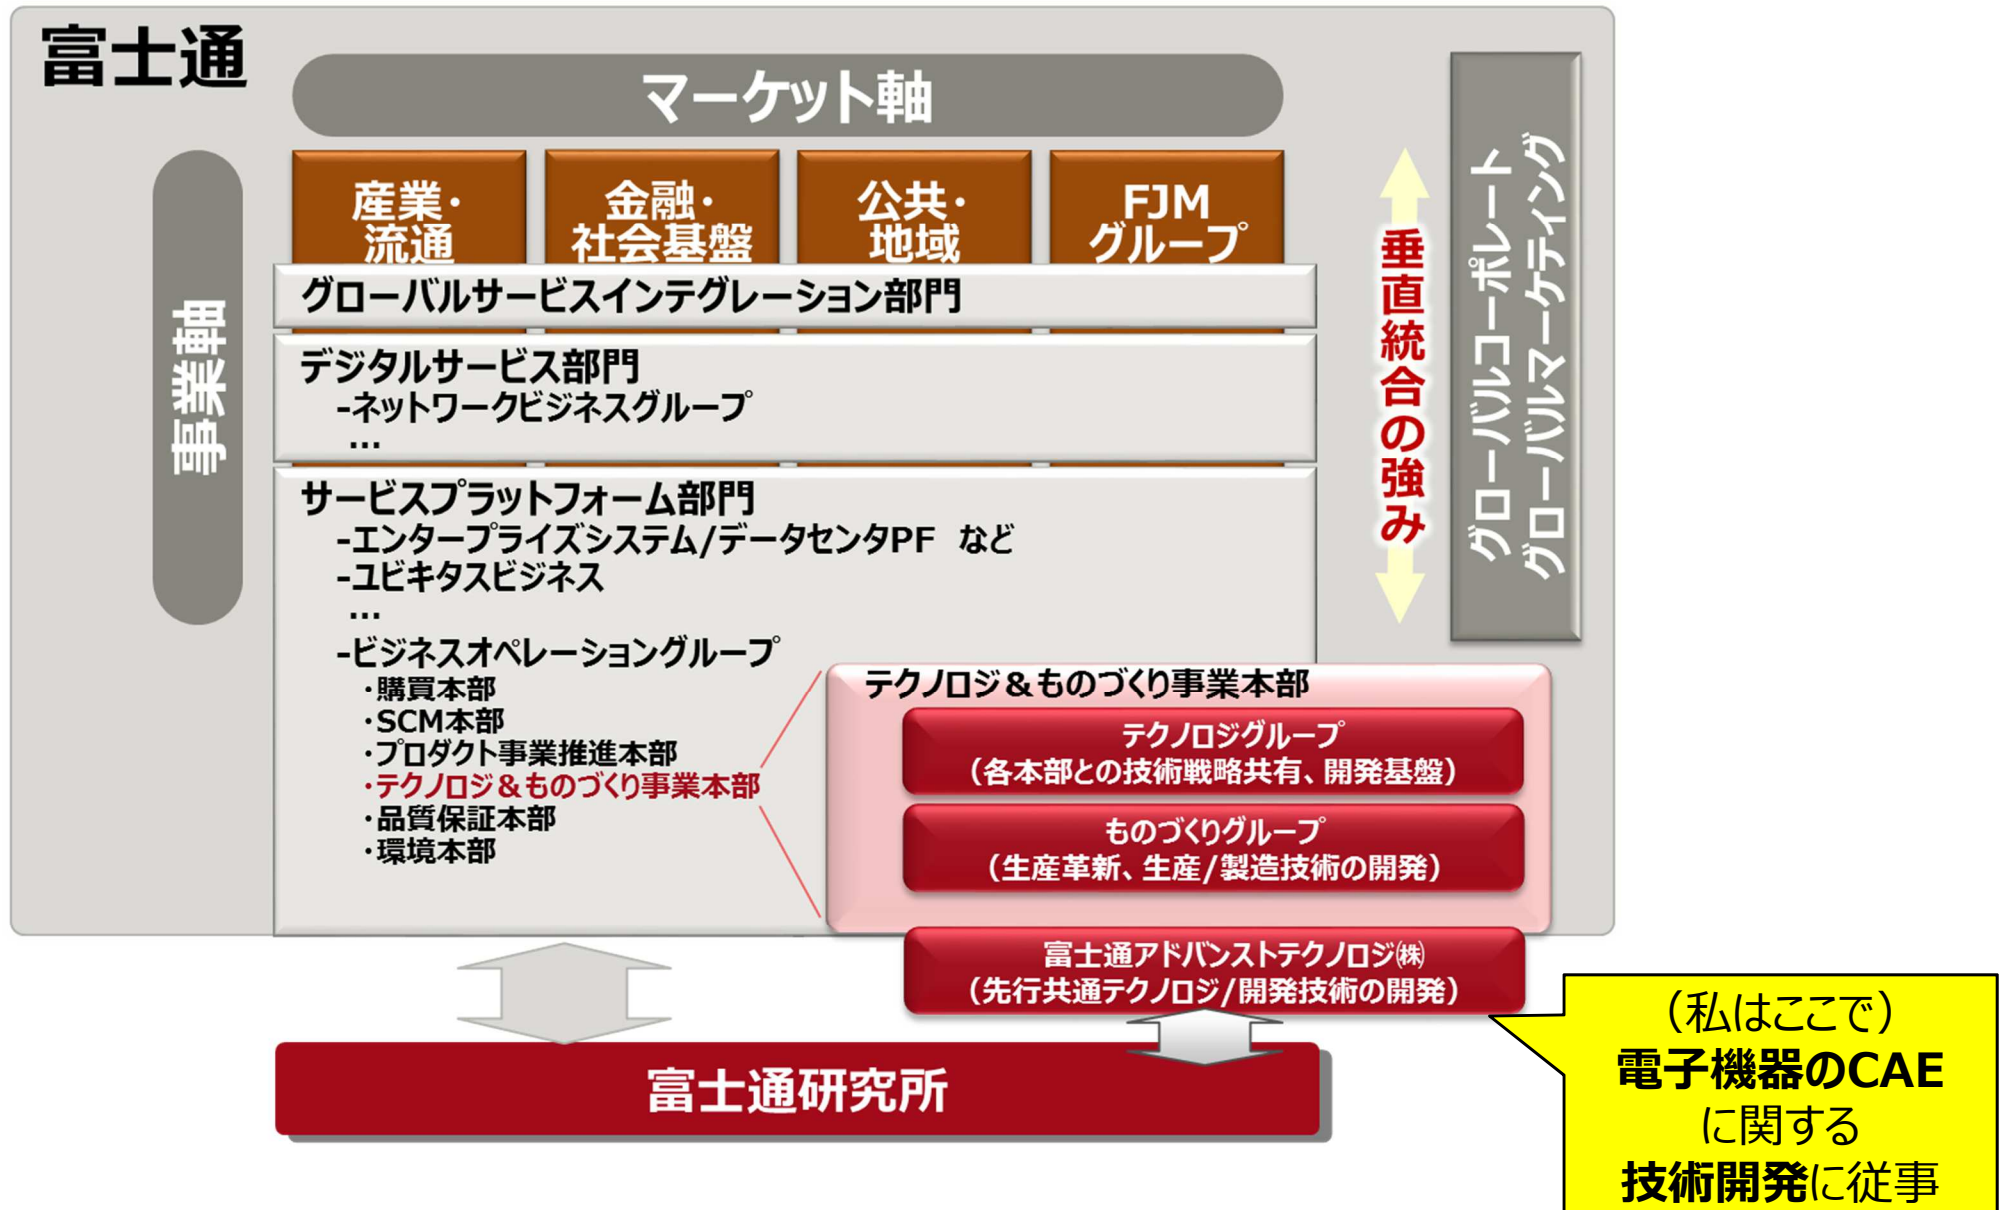 富士通
マーケット軸
事業軸
産業・
流通
金融・
社会基盤
公共・
地域
FJM
グループ
グローバルサービスインテグレーション部門
デジタルサービス部門
-ネットワークビジネスグループ
...
サービスプラットフォーム部門
-エンタープライズシステム/データセンタPF など
-ユビキタスビジネス
...
-ビジネスオペレーショングループ
・購買本部
・SCM本部
・プロダクト事業推進本部
・テクノロジ＆ものづくり事業本部
・品質保証本部
・環境本部
垂直統合の強み
グローバルコーポレート
グローバルマーケティング
テクノロジ＆ものづくり事業本部
テクノロジグループ
（各本部との技術戦略共有、開発基盤）
ものづくりグループ
（生産革新、生産/製造技術の開発）
富士通アドバンストテクノロジ㈱
（先行共通テクノロジ/開発技術の開発）
富士通研究所
（私はここで）
電子機器のCAE
に関する
技術開発に従事